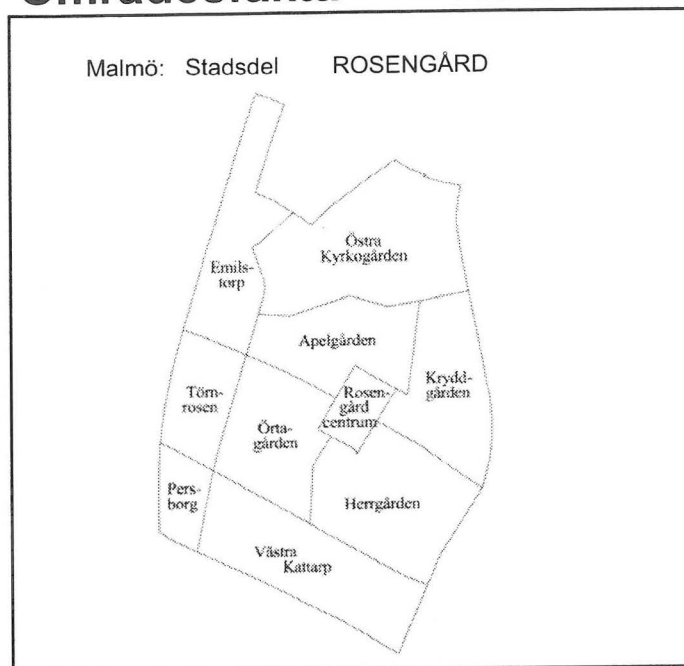 Malmö: Stadsdel ROSENGÅRD
Östra
Kyrkogården
Emils-
torp
Apelgården
Krydd-
gården
Törn-
rosen
Rosen-
gård
centrum
Örta-
gården
Pers-
borg
Herrgården
Västra
Kattarp